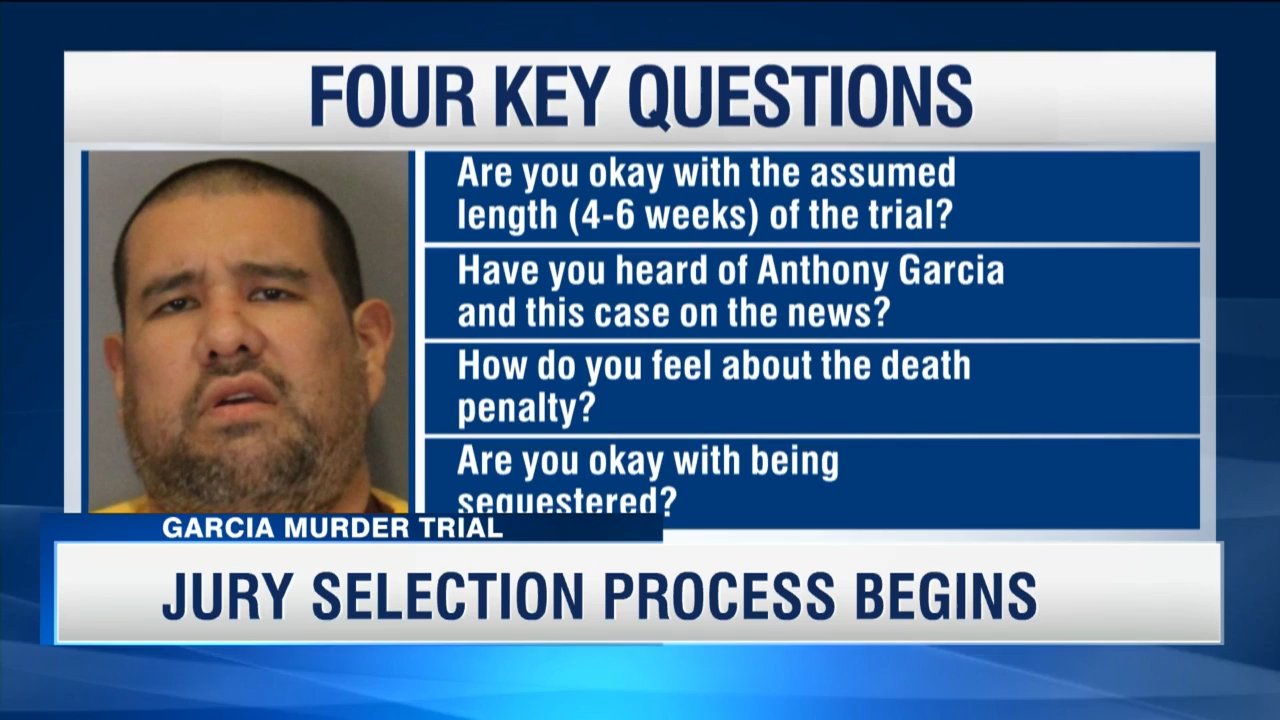 FOUR KEY QUESTIONS
Are you okay with the assumed
length (4-6 weeks) of the trial?
Have you heard of Anthony Garcia
and this case on the news?
How do you feel about the death
penalty?
Are you okay with being
sequestered?
GARCIA MURDER TRIAL
JURY SELECTION PROCESS BEGINS